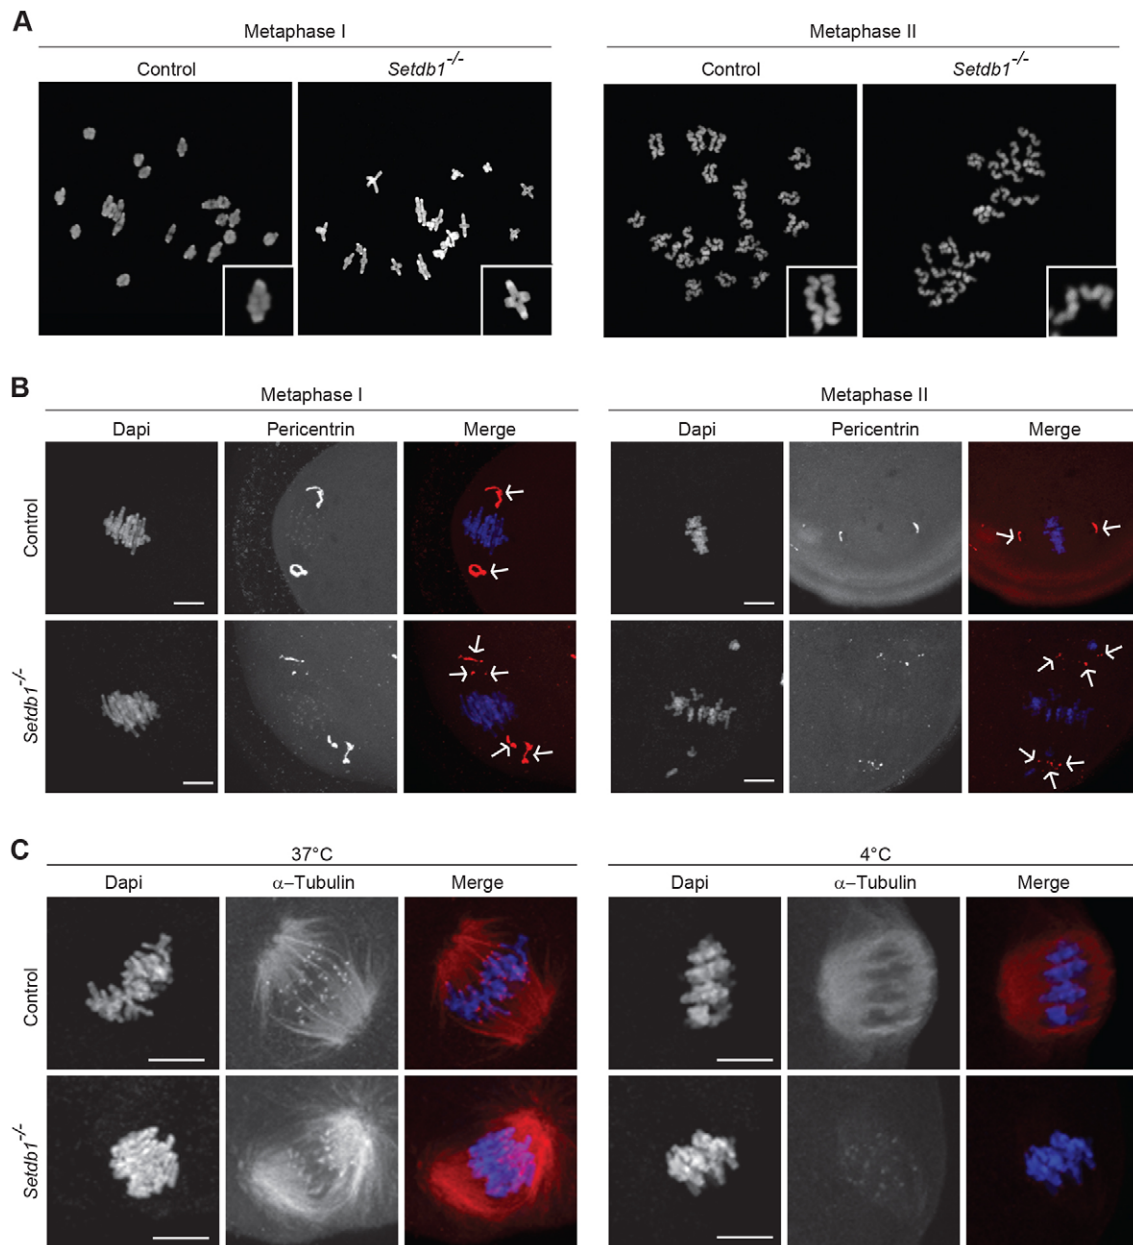 A
Metaphase I
Metaphase II
Control
Setdb1-/-
Control
Setdb1-/-
B
Metaphase I
Metaphase II
Dapi
Pericentrin
Merge
Dapi
Pericentrin
Merge
Control
Setdb1-/-
C
37°C
4°C
Dapi
α–Tubulin
Merge
Dapi
α–Tubulin
Merge
Control
Setdb1-/-